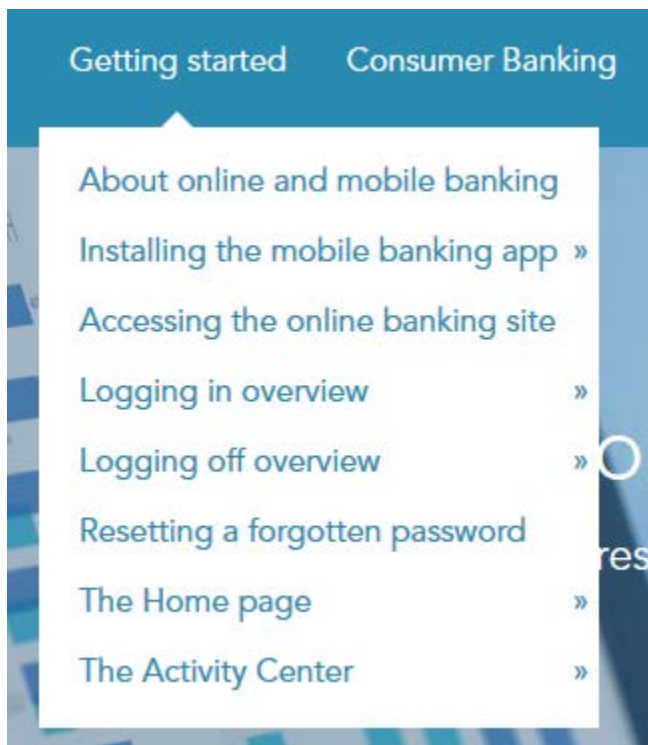 Getting started Consumer Banking
About online and mobile banking
Installing the mobile banking app »
Accessing the online banking site
Logging in overview »
Logging off overview »
Resetting a forgotten password
The Home page »
The Activity Center »